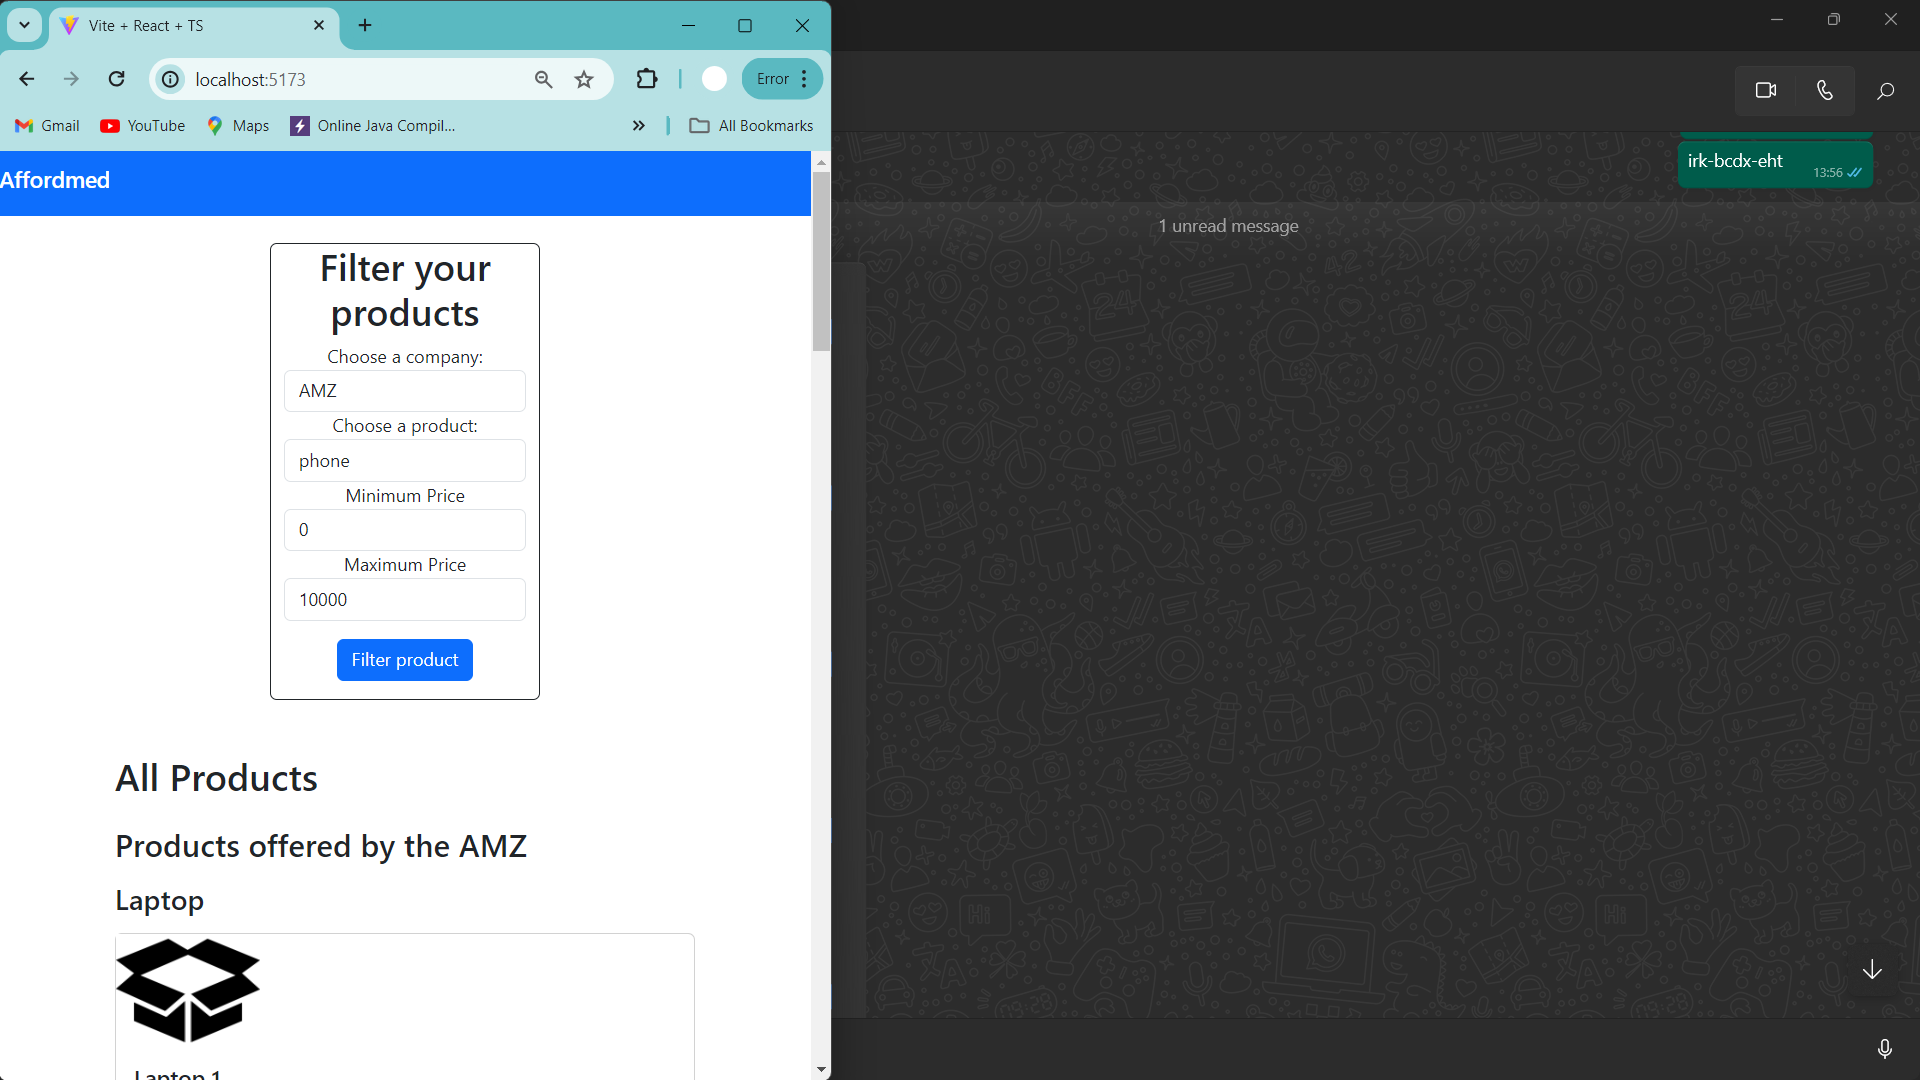 Vite + React + TS
localhost:5173
Error
Gmail
YouTube
Maps
Online Java Compil...
All Bookmarks
Affordmed
Filter your
products
Choose a company:
AMZ
Choose a product:
phone
Minimum Price
0
Maximum Price
10000
Filter product
All Products
Products offered by the AMZ
Laptop
Laptop 1
irk-bcdx-eht
13:56
1 unread message